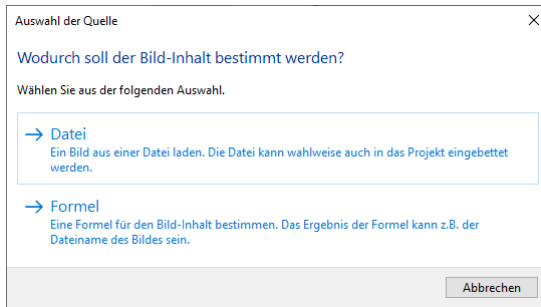 Auswahl der Quelle
Wodurch soll der Bild-Inhalt bestimmt werden?
Wählen Sie aus der folgenden Auswahl.
Datei
Ein Bild aus einer Datei laden. Die Datei kann wahlweise auch in das Projekt eingebettet
werden.
Formel
Eine Formel für den Bild-Inhalt bestimmen. Das Ergebnis der Formel kann z.B. der
Dateiname des Bildes sein.
Abbrechen